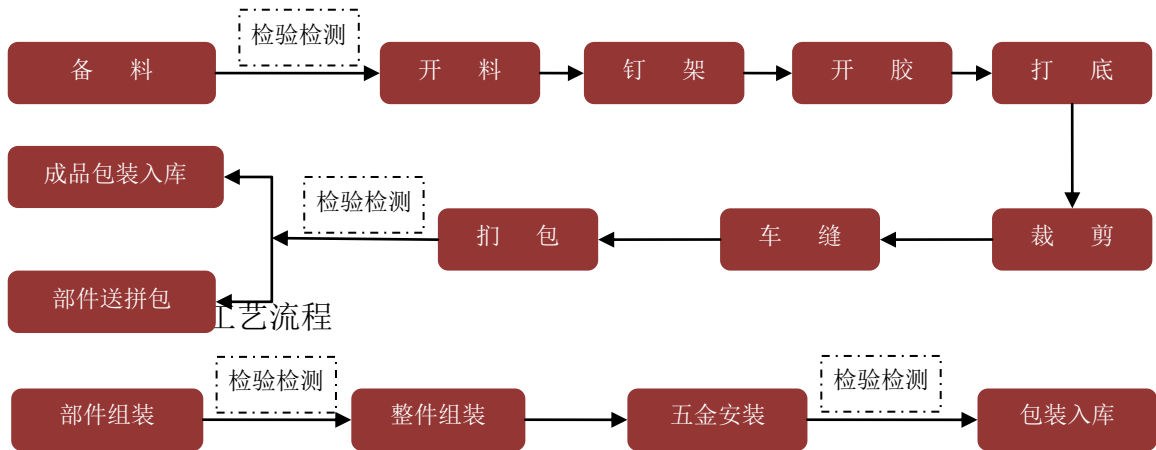 检验检测
备 料
开 料
钉 架
开 胶
打 底
成品包装入库
检验检测
扪 包
车 缝
裁 剪
部件送拼包
工艺流程
部件组装
检验检测
整件组装
五金安装
检验检测
包装入库